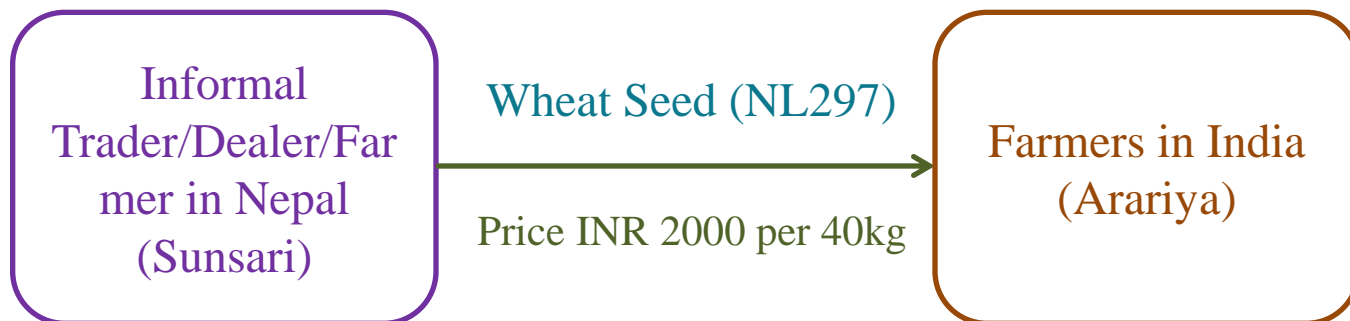 Informal
Trader/Dealer/Far
mer in Nepal
(Sunsari)
Wheat Seed (NL297)
Price INR 2000 per 40kg
Farmers in India
(Arariya)